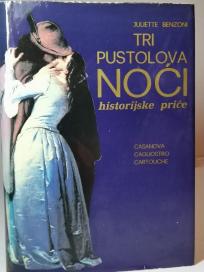 JULIETTE BENZONI
TRI
PUSTOLOVA
NOĆI
historijske priče
CASANOVA
CAGLIOSTRO
CARTOUCHE